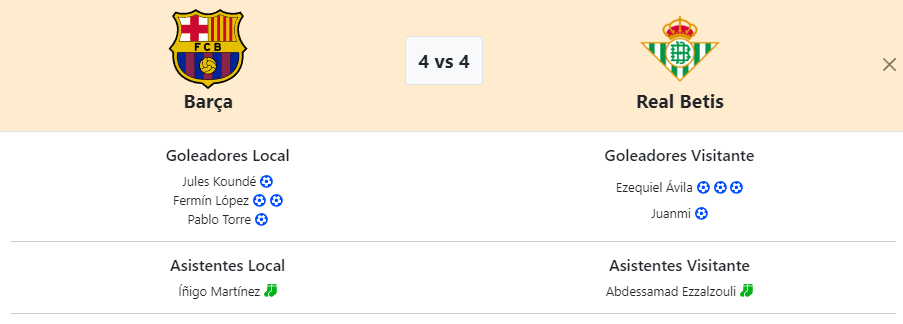 FCB
4 vs 4
Barça
Real Betis
Goleadores Local
Jules Koundé
Fermín López
Pablo Torre
Goleadores Visitante
Ezequiel Ávila
Juanmi
Asistentes Local
Íñigo Martínez
Asistentes Visitante
Abdessamad Ezzalzouli